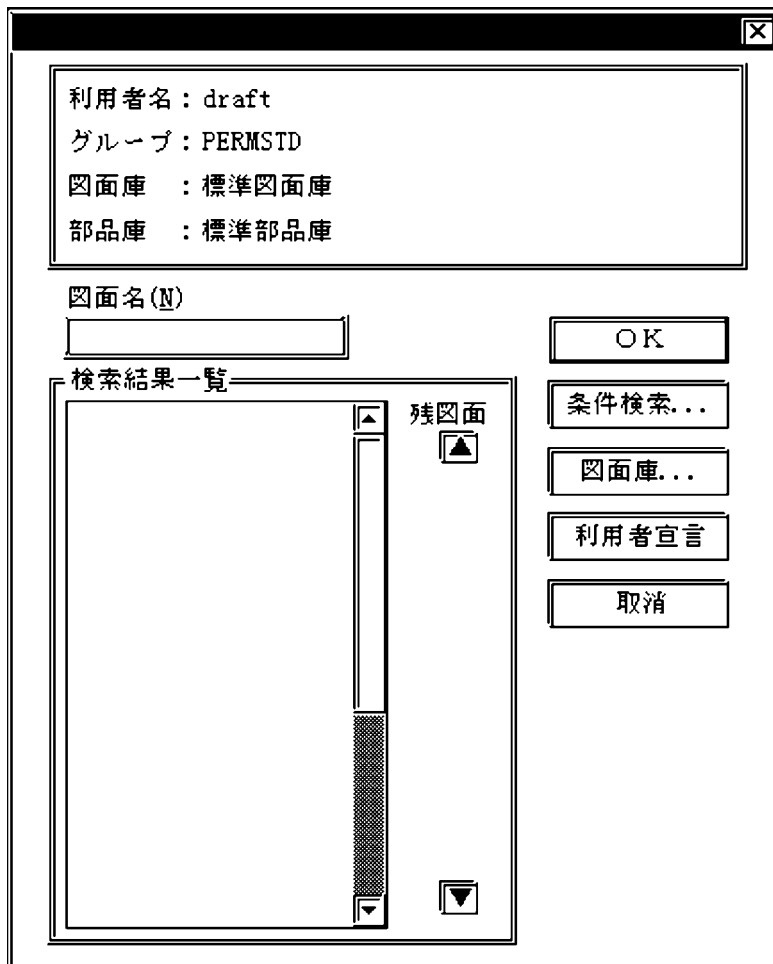 利用者名：draft
グループ：PERMSTD
図面庫　：標準図面庫
部品庫　：標準部品庫
図面名(N)
OK
検索結果一覧
条件検索...
残図面
図面庫...
利用者宣言
取消